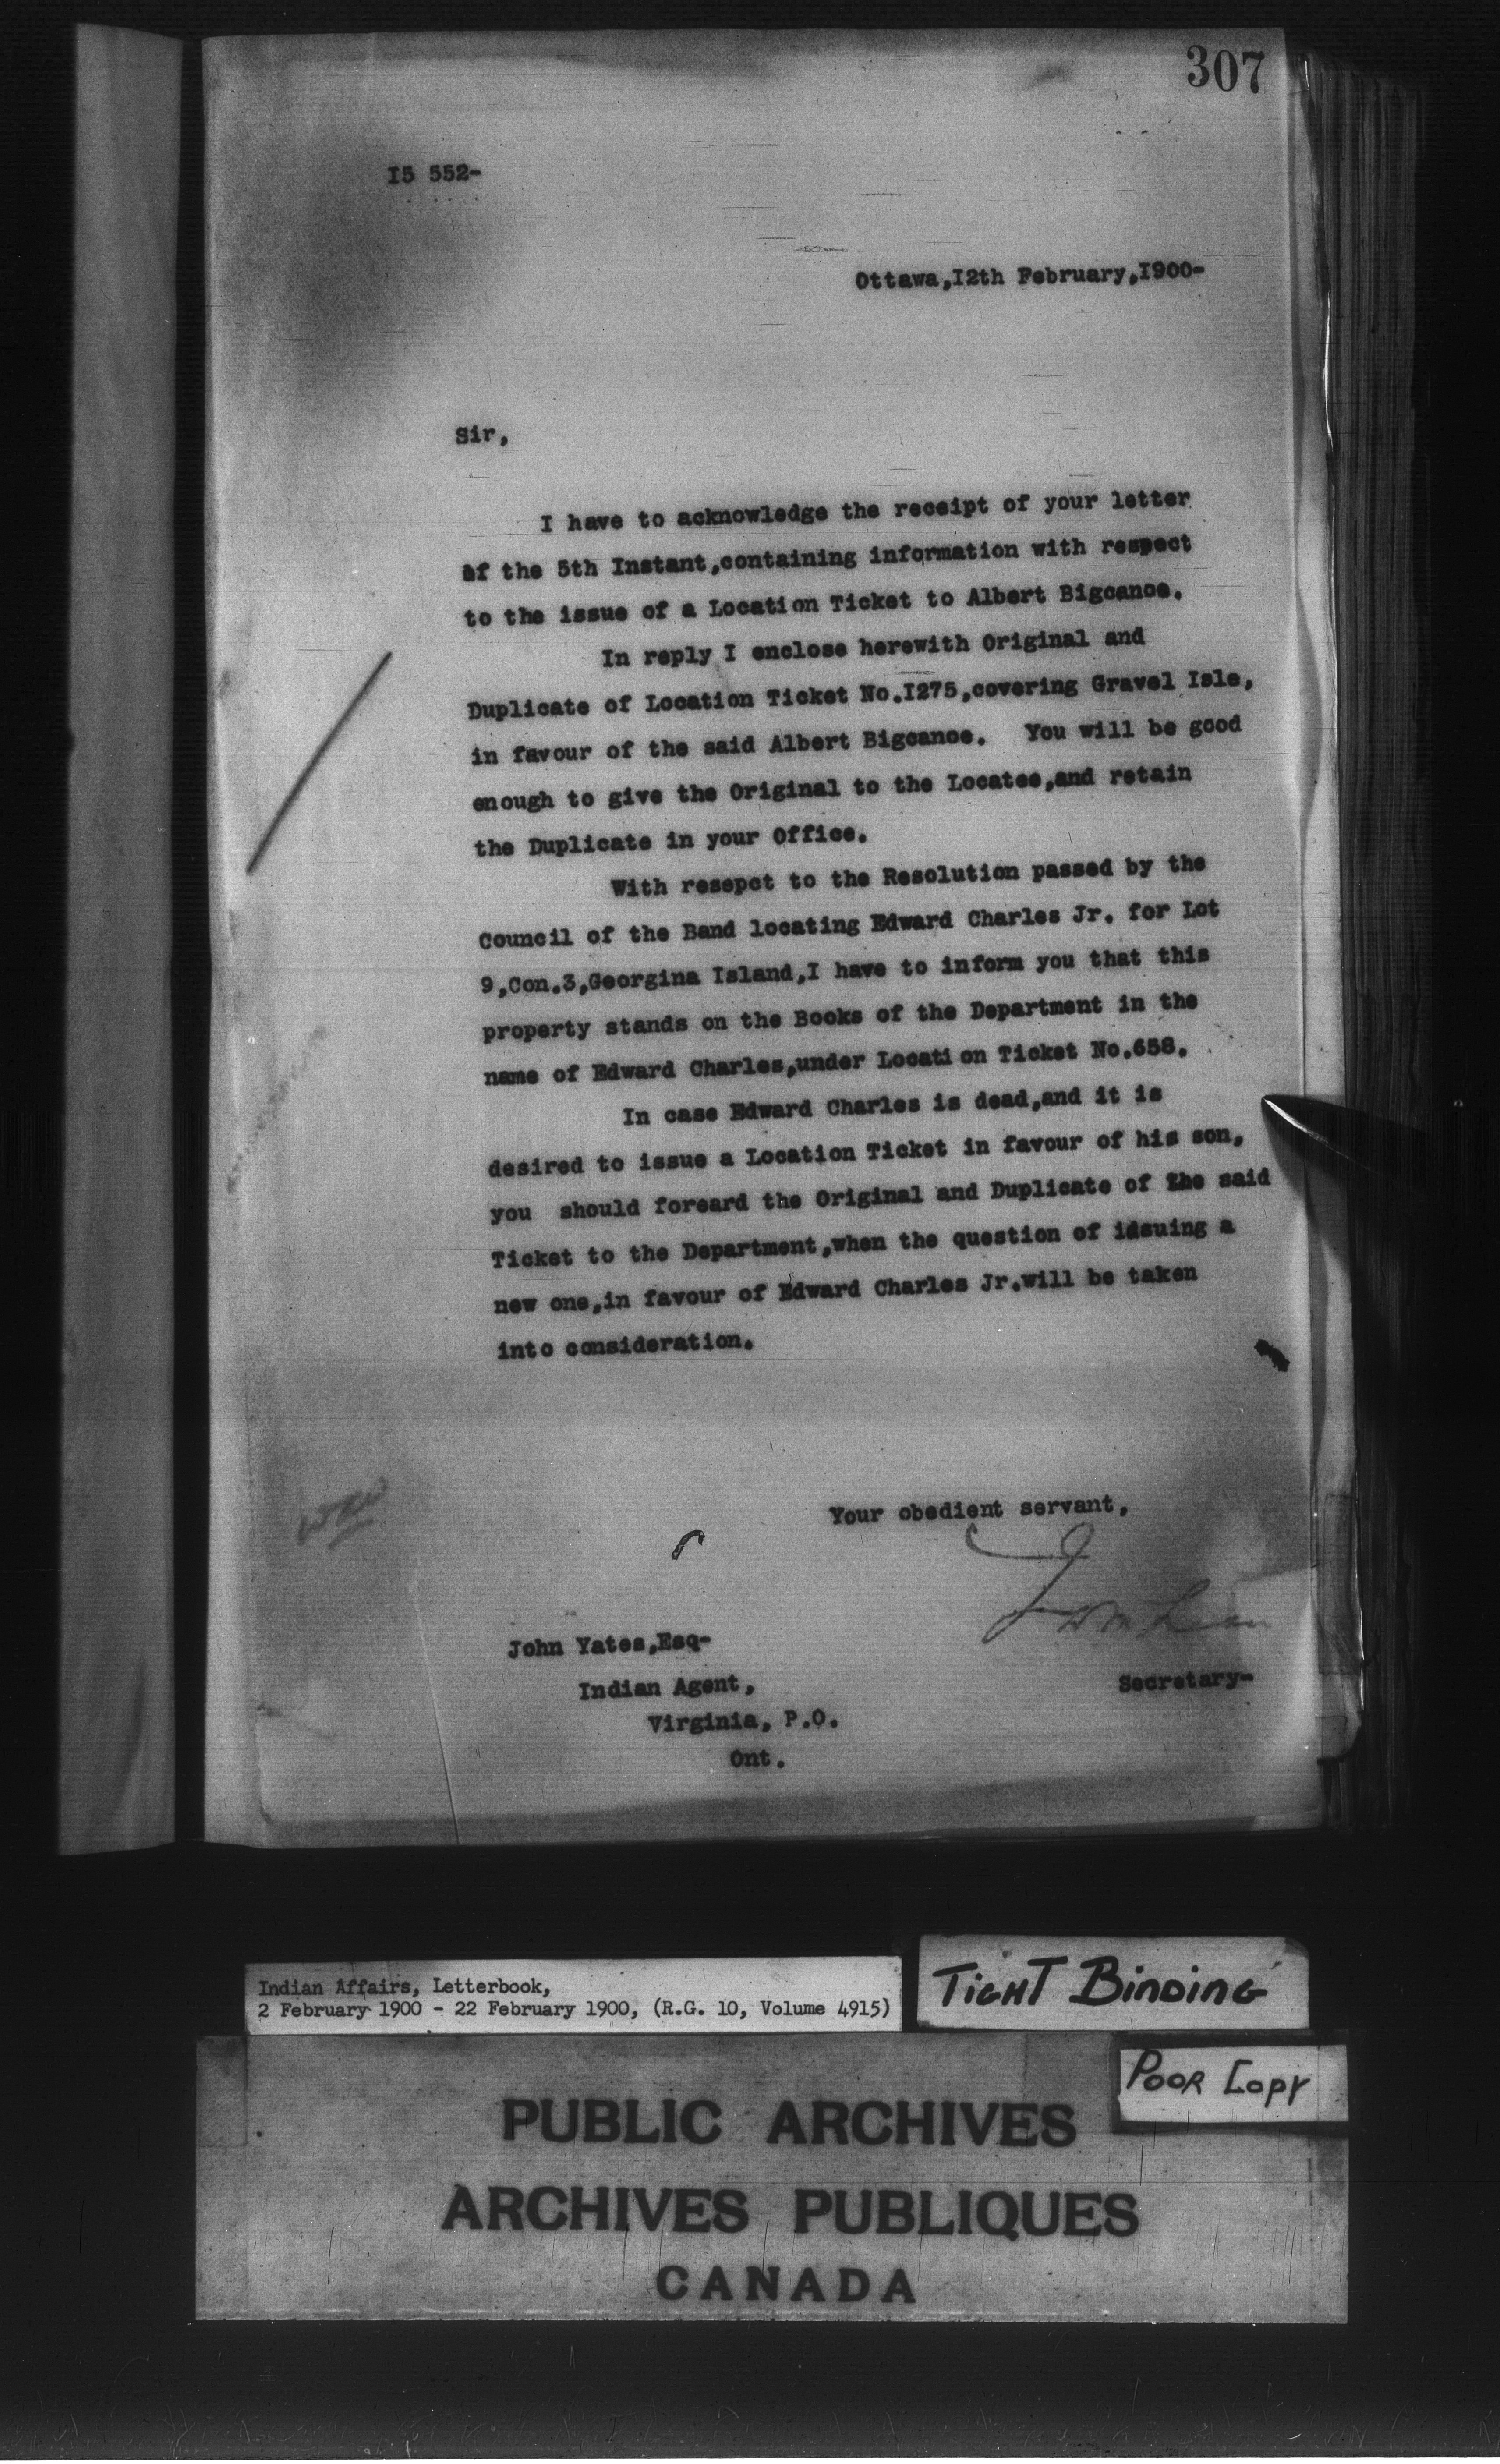 307
I5 552-
Ottawa,I2th February,I900-
Sir,
I have to acknowledge the receipt of your letter
of the 5th Instant,containing information with respect
to the issue of a Location Ticket to Albert Bigcanoe.
In reply I enclose herewith Original and
Duplicate of Location Ticket No.I275,covering Gravel Isle,
in favour of the said Albert Bigcanoe. You will be good
enough to give the Original to the Locatee,and retain
the Duplicate in your Office.
With resepct to the Resolution passed by the
Council of the Band locating Edward Charles Jr. for Lot
9,Con.3,Georgina Island,I have to inform you that this
property stands on the Books of the Department in the
name of Edward Charles,under Location Ticket No.658.
In case Edward Charles is dead,and it is
desired to issue a Location Ticket in favour of his son,
you should foreard the Original and Duplicate of the said
Ticket to the Department,when the question of issuing a
new one,in favour of Edward Charles Jr.will be taken
into consideration.
Your obedient servant,
Secretary-
John Yates,Esq-
Indian Agent,
Virginia, P.O.
Ont.
Indian Affairs, Letterbook,
2 February 1900 - 22 February 1900, (R.G. 10, Volume 4915)
TIGHT BINDING
POOR COPY
PUBLIC ARCHIVES
ARCHIVES PUBLIQUES
CANADA